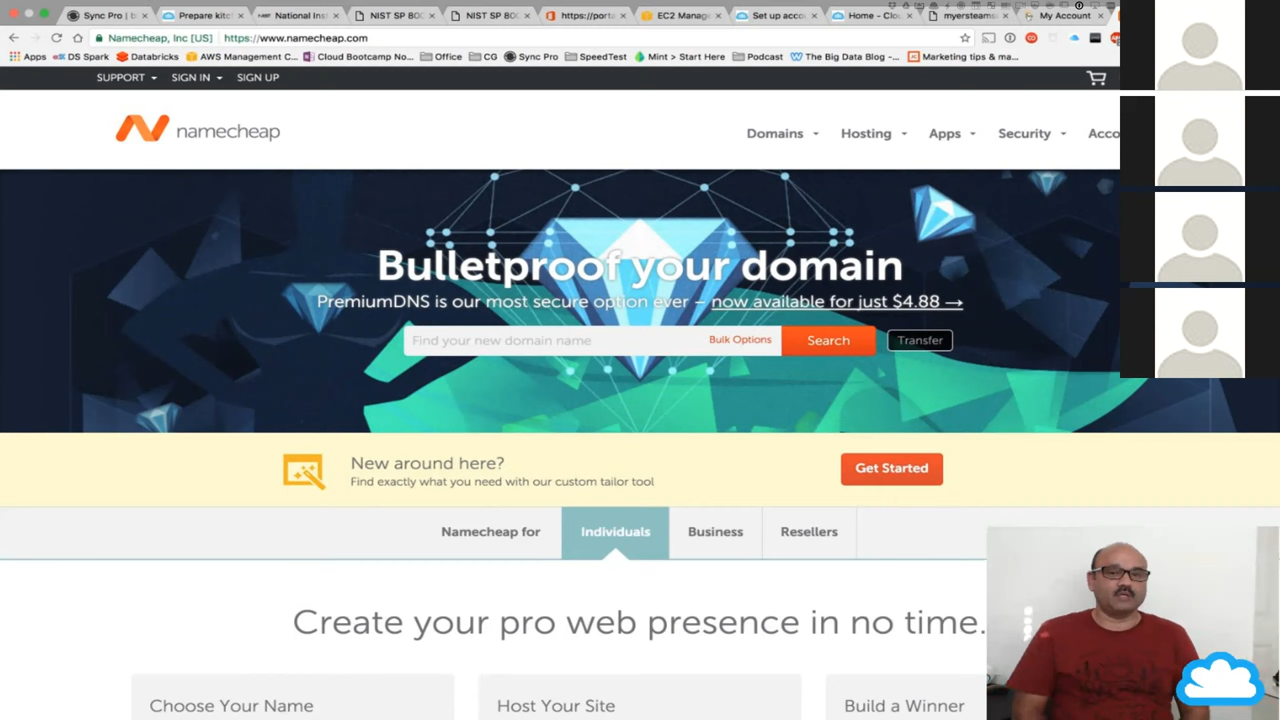 Sync Pro | b
Prepare kitc
National Ins
NIST SP 800
NIST SP 800
https://porta
EC2 Manage
Set up acco
Home - Clo
myersteams
My Account
Namecheap, Inc [US] https://www.namecheap.com
Apps DS Spark Databricks AWS Management C... Cloud Bootcamp No... Office CG Sync Pro SpeedTest Mint > Start Here Podcast The Big Data Blog -... Marketing tips & ma...
SUPPORT SIGN IN SIGN UP
namecheap
Domains Hosting Apps Security Acco
Bulletproof your domain
PremiumDNS is our most secure option ever – now available for just $4.88 →
Find your new domain name Bulk Options Search Transfer
New around here?
Find exactly what you need with our custom tailor tool
Get Started
Namecheap for Individuals Business Resellers
Create your pro web presence in no time.
Choose Your Name Host Your Site Build a Winner